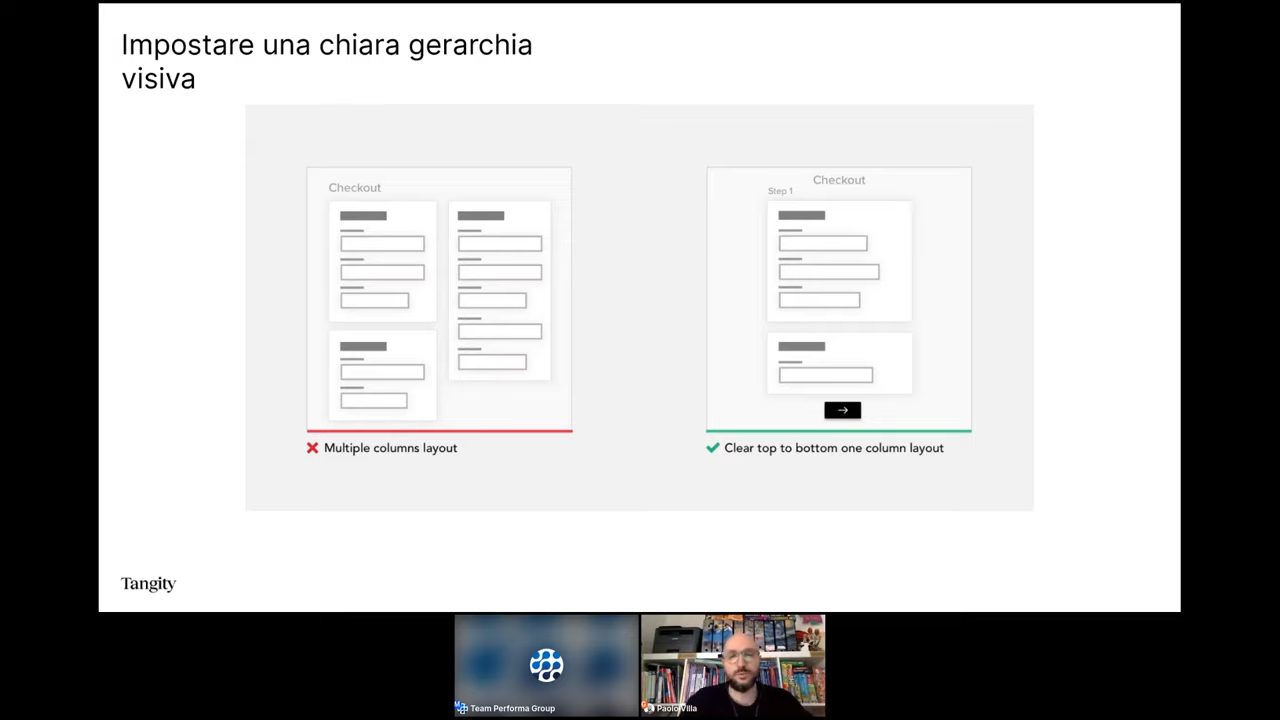 Impostare una chiara gerarchia
visiva
Checkout
Multiple columns layout
Checkout
Step 1
Clear top to bottom one column layout
Tangity
Team Performa Group
Paolo Villa